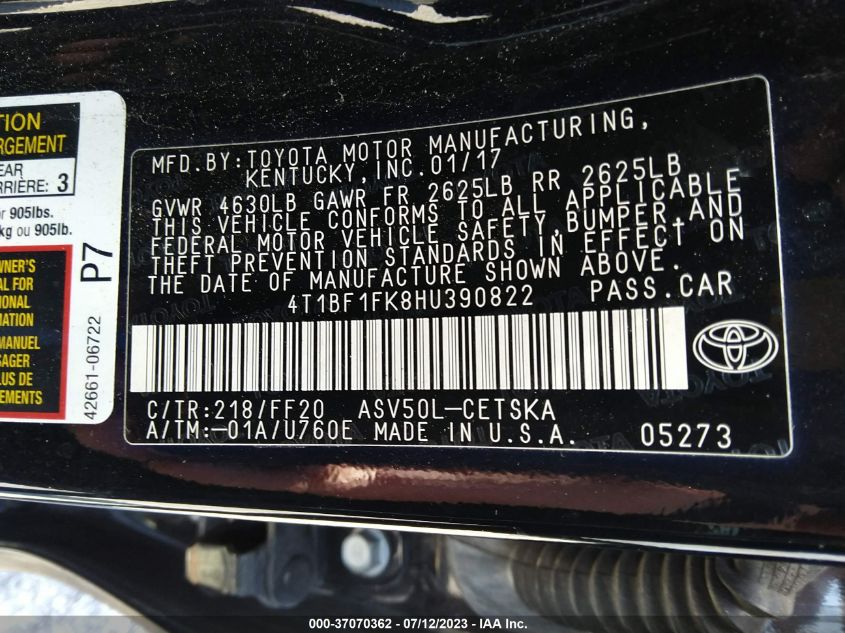 TION
RGEMENT
EAR
RRIÈRE: 3
or 905lbs.
kg ou 905lb.
WNER'S
AL FOR
IONAL
MATION
MANUEL
SAGER
LUS DE
EMENTS.
P7
42661-06722
MFD.BY:TOYOTA MOTOR MANUFACTURING,
KENTUCKY, INC.01/17
GVWR 4630LB GAWR FR 2625LB RR 2625LB
THIS VEHICLE CONFORMS TO ALL APPLICABLE
FEDERAL MOTOR VEHICLE SAFETY,BUMPER,AND
THEFT PREVENTION STANDARDS IN EFFECT ON
THE DATE OF MANUFACTURE SHOWN ABOVE.
4T1BF1FK8HU390822 PASS.CAR
C/TR:218/FF20 ASV50L-CETSKA
A/TM:-01A/U760E MADE IN U.S.A. 05273
000-37070362 - 07/12/2023 - IAA Inc.